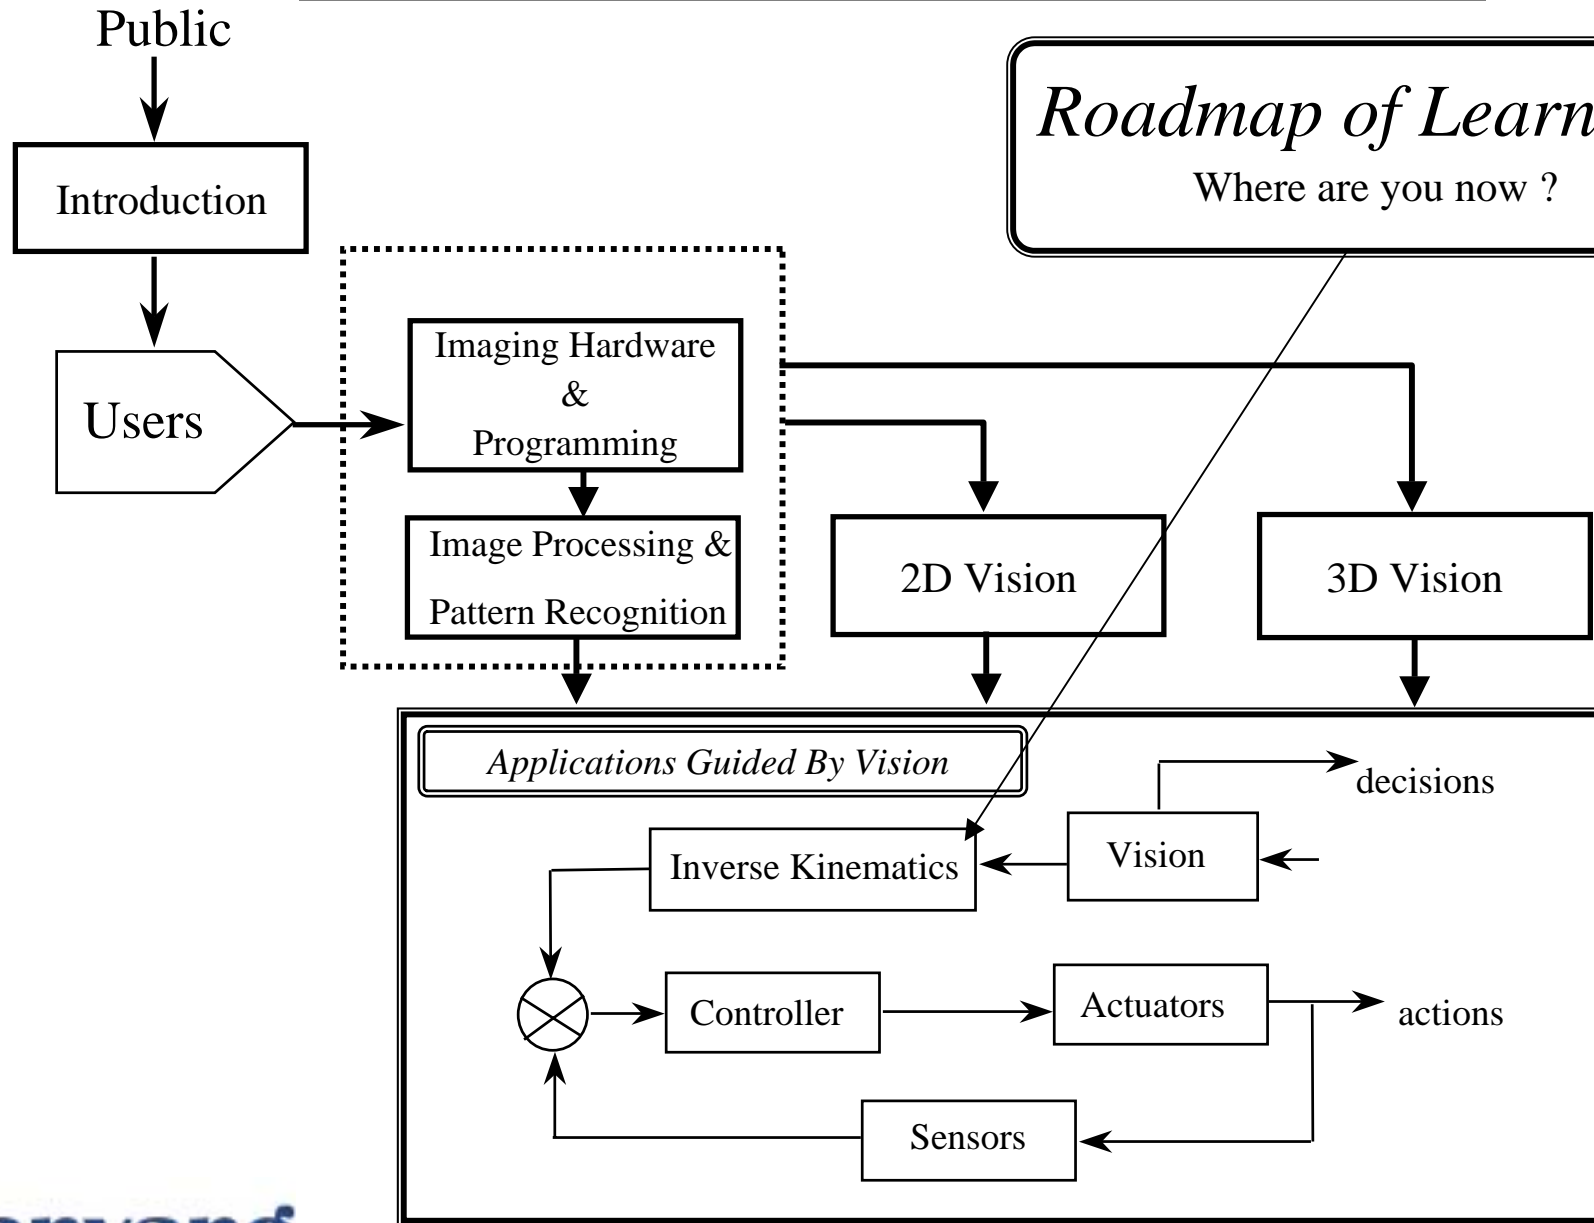 Public
Roadmap of Learn
Where are you now ?
Introduction
Users
Imaging Hardware
&
Programming
Image Processing &
Pattern Recognition
2D Vision
3D Vision
Applications Guided By Vision
decisions
Inverse Kinematics
Vision
Controller
Actuators
actions
Sensors